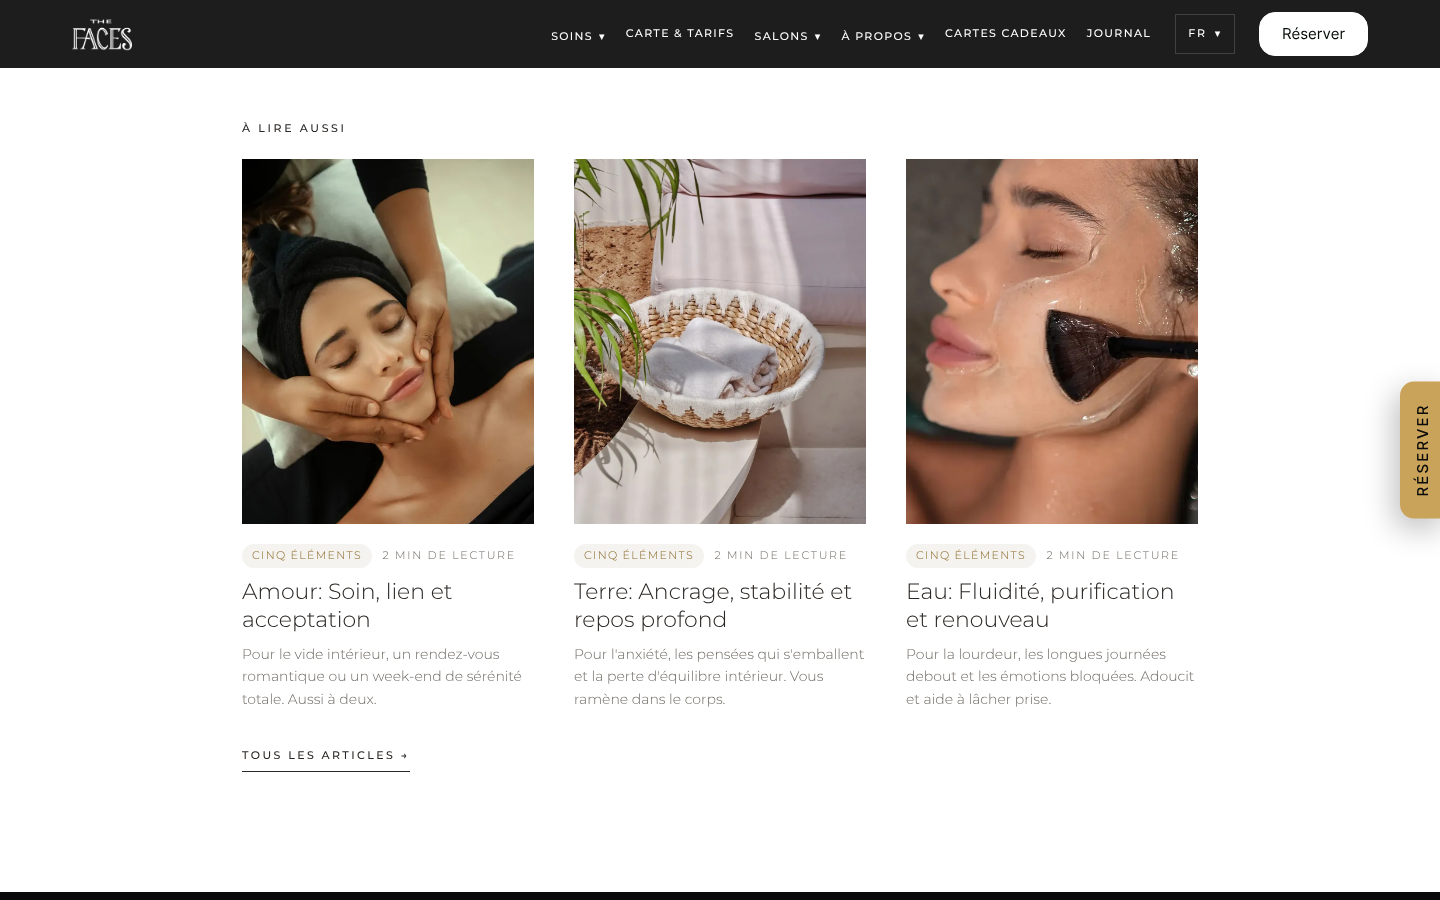 THE
FACES
SOINS ▾
CARTE & TARIFS
SALONS ▾
À PROPOS ▾
CARTES CADEAUX
JOURNAL
FR ▾
Réserver
À LIRE AUSSI
CINQ ÉLÉMENTS 2 MIN DE LECTURE
Amour: Soin, lien et
acceptation
Pour le vide intérieur, un rendez-vous
romantique ou un week-end de sérénité
totale. Aussi à deux.
CINQ ÉLÉMENTS 2 MIN DE LECTURE
Terre: Ancrage, stabilité et
repos profond
Pour l'anxiété, les pensées qui s'emballent
et la perte d'équilibre intérieur. Vous
ramène dans le corps.
CINQ ÉLÉMENTS 2 MIN DE LECTURE
Eau: Fluidité, purification
et renouveau
Pour la lourdeur, les longues journées
debout et les émotions bloquées. Adoucit
et aide à lâcher prise.
TOUS LES ARTICLES →
RÉSERVER